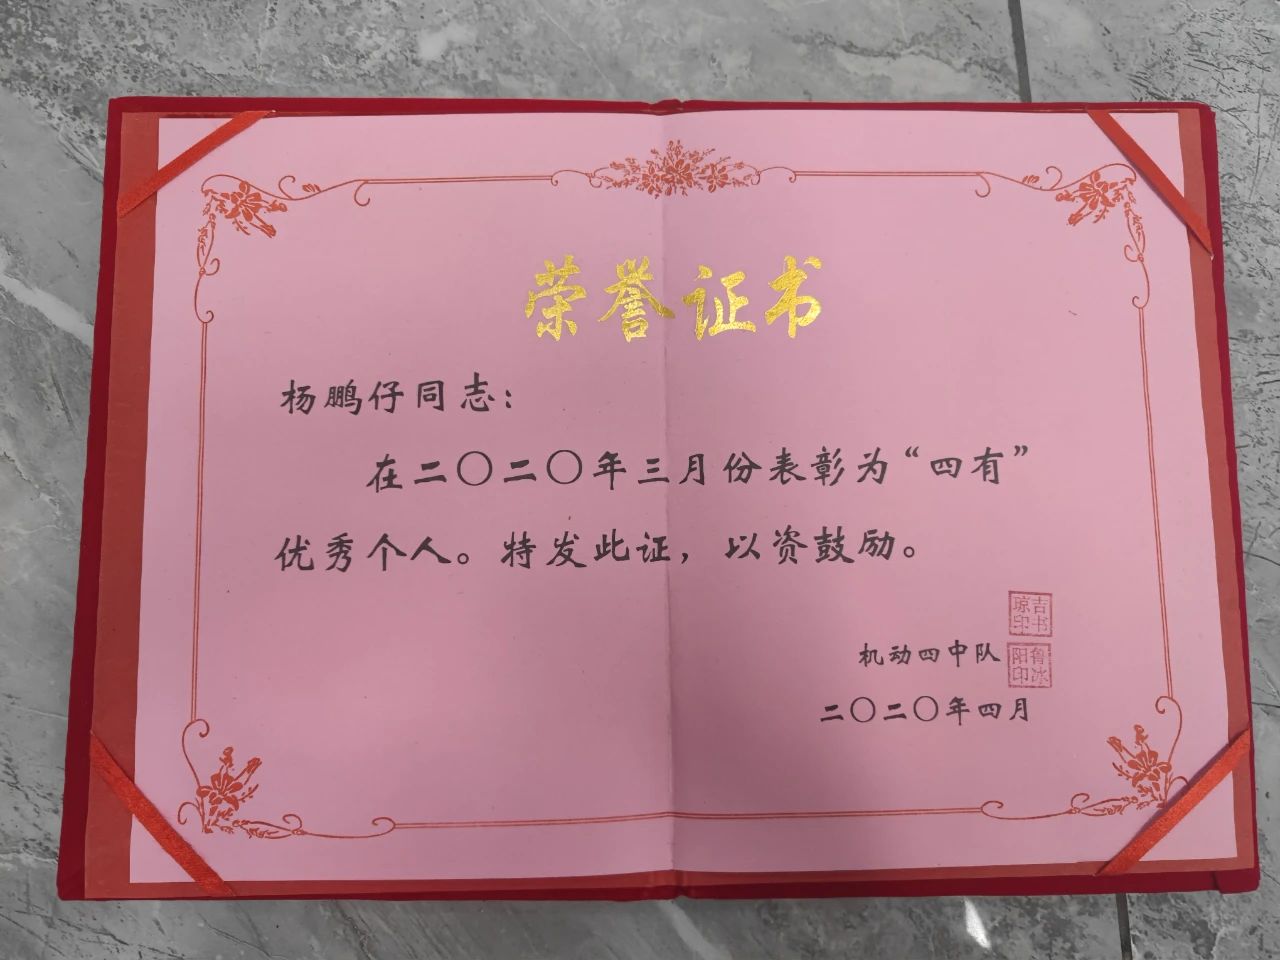 荣誉证书
杨鹏仔同志：
在二〇二〇年三月份表彰为“四有”
优秀个人。特发此证，以资鼓励。
吉书琼印
机动四中队
鲁冰阳印
二〇二〇年四月